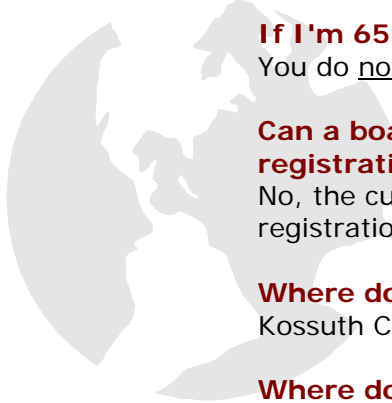 If I'm 65
You do no
Can a boa
registrati
No, the cu
registratio
Where do
Kossuth C
Where do